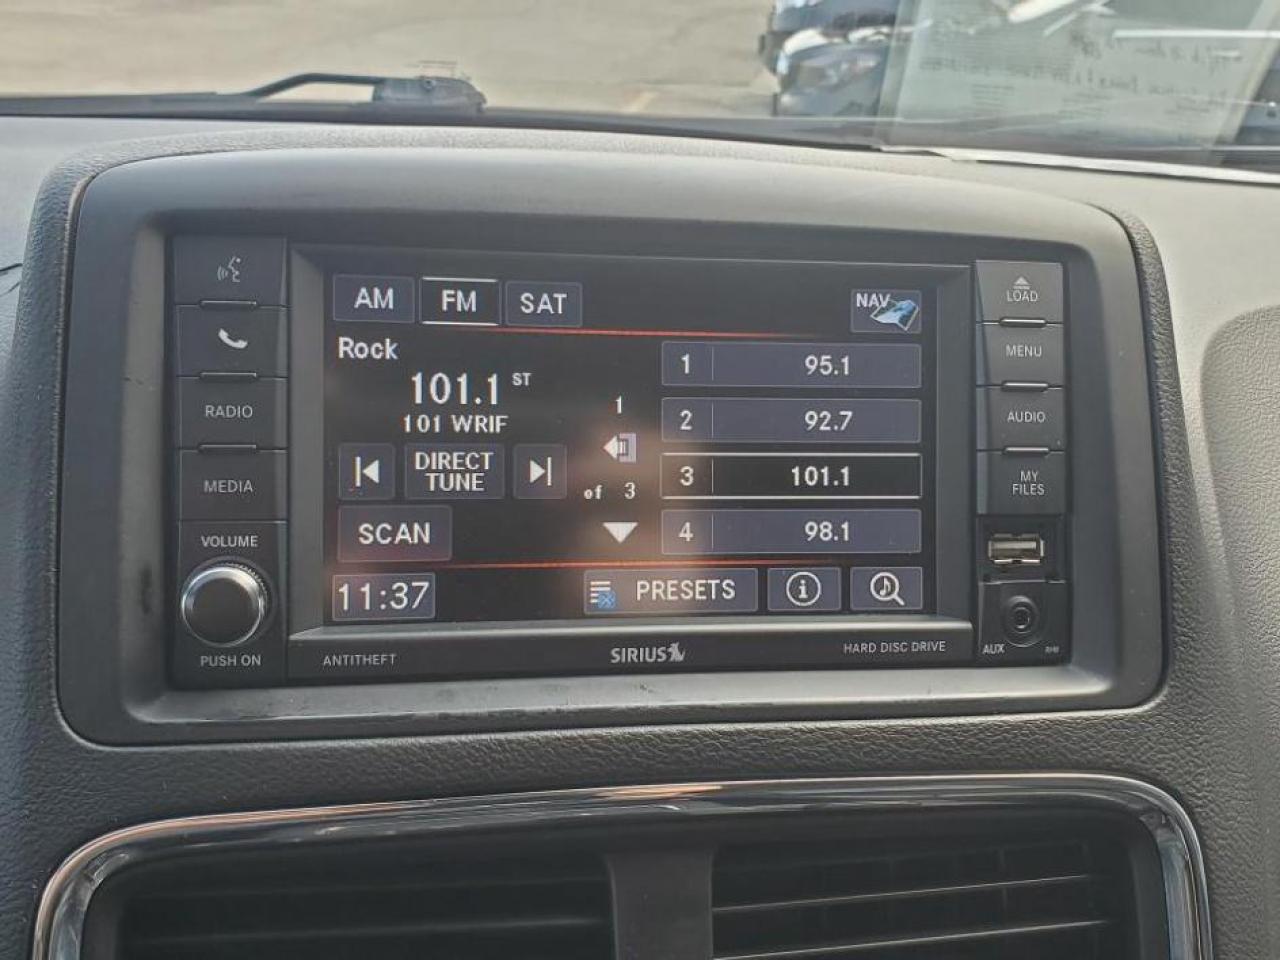 LOAD
MENU
AUDIO
MY
FILES
AUX
RADIO
MEDIA
VOLUME
PUSH ON
AM FM SAT NAV
Rock
101.1 ST
101 WRIF
DIRECT
TUNE
SCAN
11:37
1
of 3
1 95.1
2 92.7
3 101.1
4 98.1
PRESETS
i
ANTITHEFT
SIRIUS
HARD DISC DRIVE